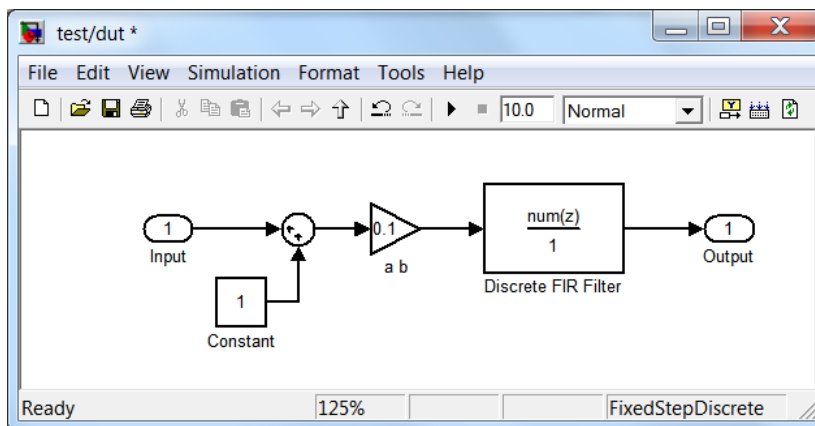 test/dut *
File Edit View Simulation Format Tools Help
10.0 Normal
1
Input
1
Constant
++
0.1
a b
num(z)
1
Discrete FIR Filter
1
Output
Ready 125% FixedStepDiscrete